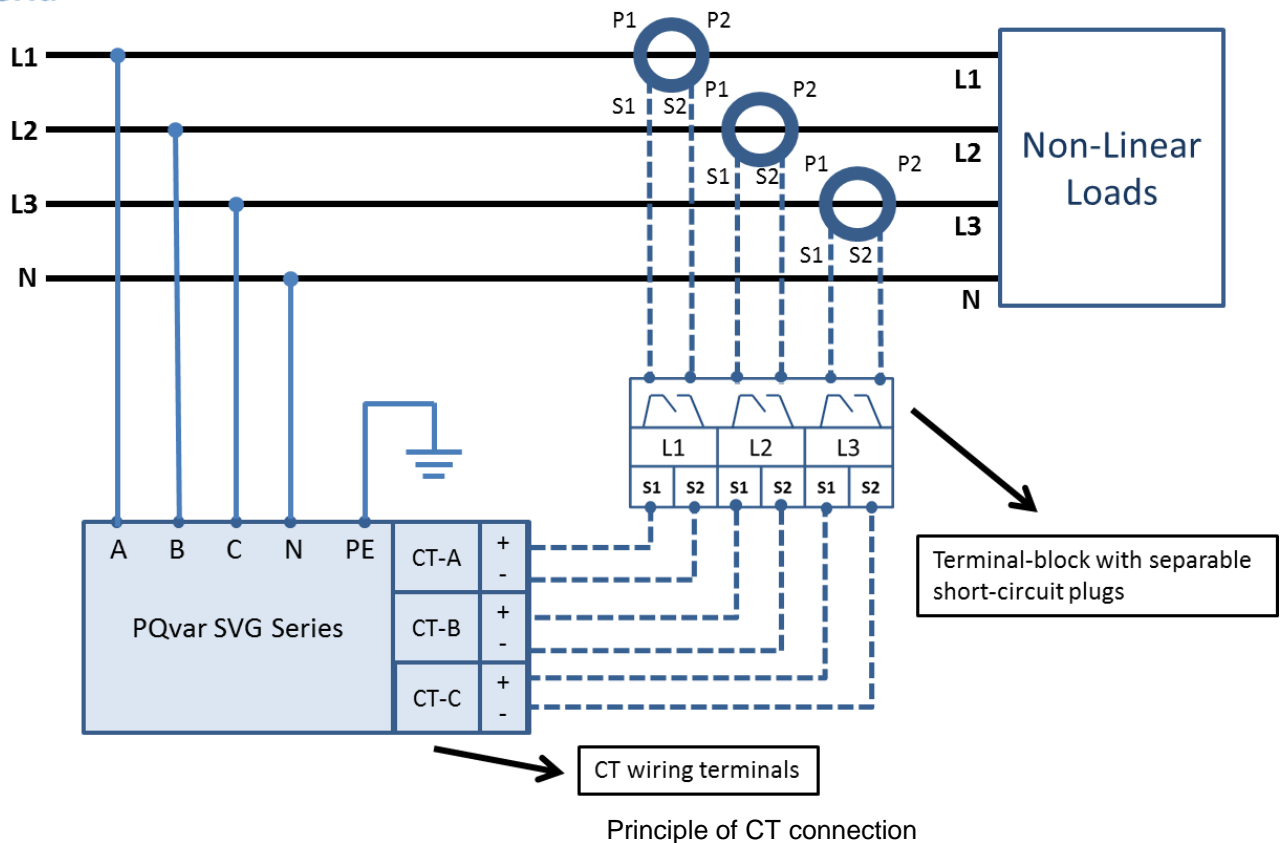 P1 P2
L1
L1
S1 S2 P1 P2
L2
L2
S1 S2 P1 P2
L3
L3
S1 S2
N
N
Non-Linear
Loads
L1 L2 L3
S1 S2 S1 S2 S1 S2
A B C N PE
CT-A + -
CT-B + -
CT-C + -
PQvar SVG Series
Terminal-block with separable
short-circuit plugs
CT wiring terminals
Principle of CT connection